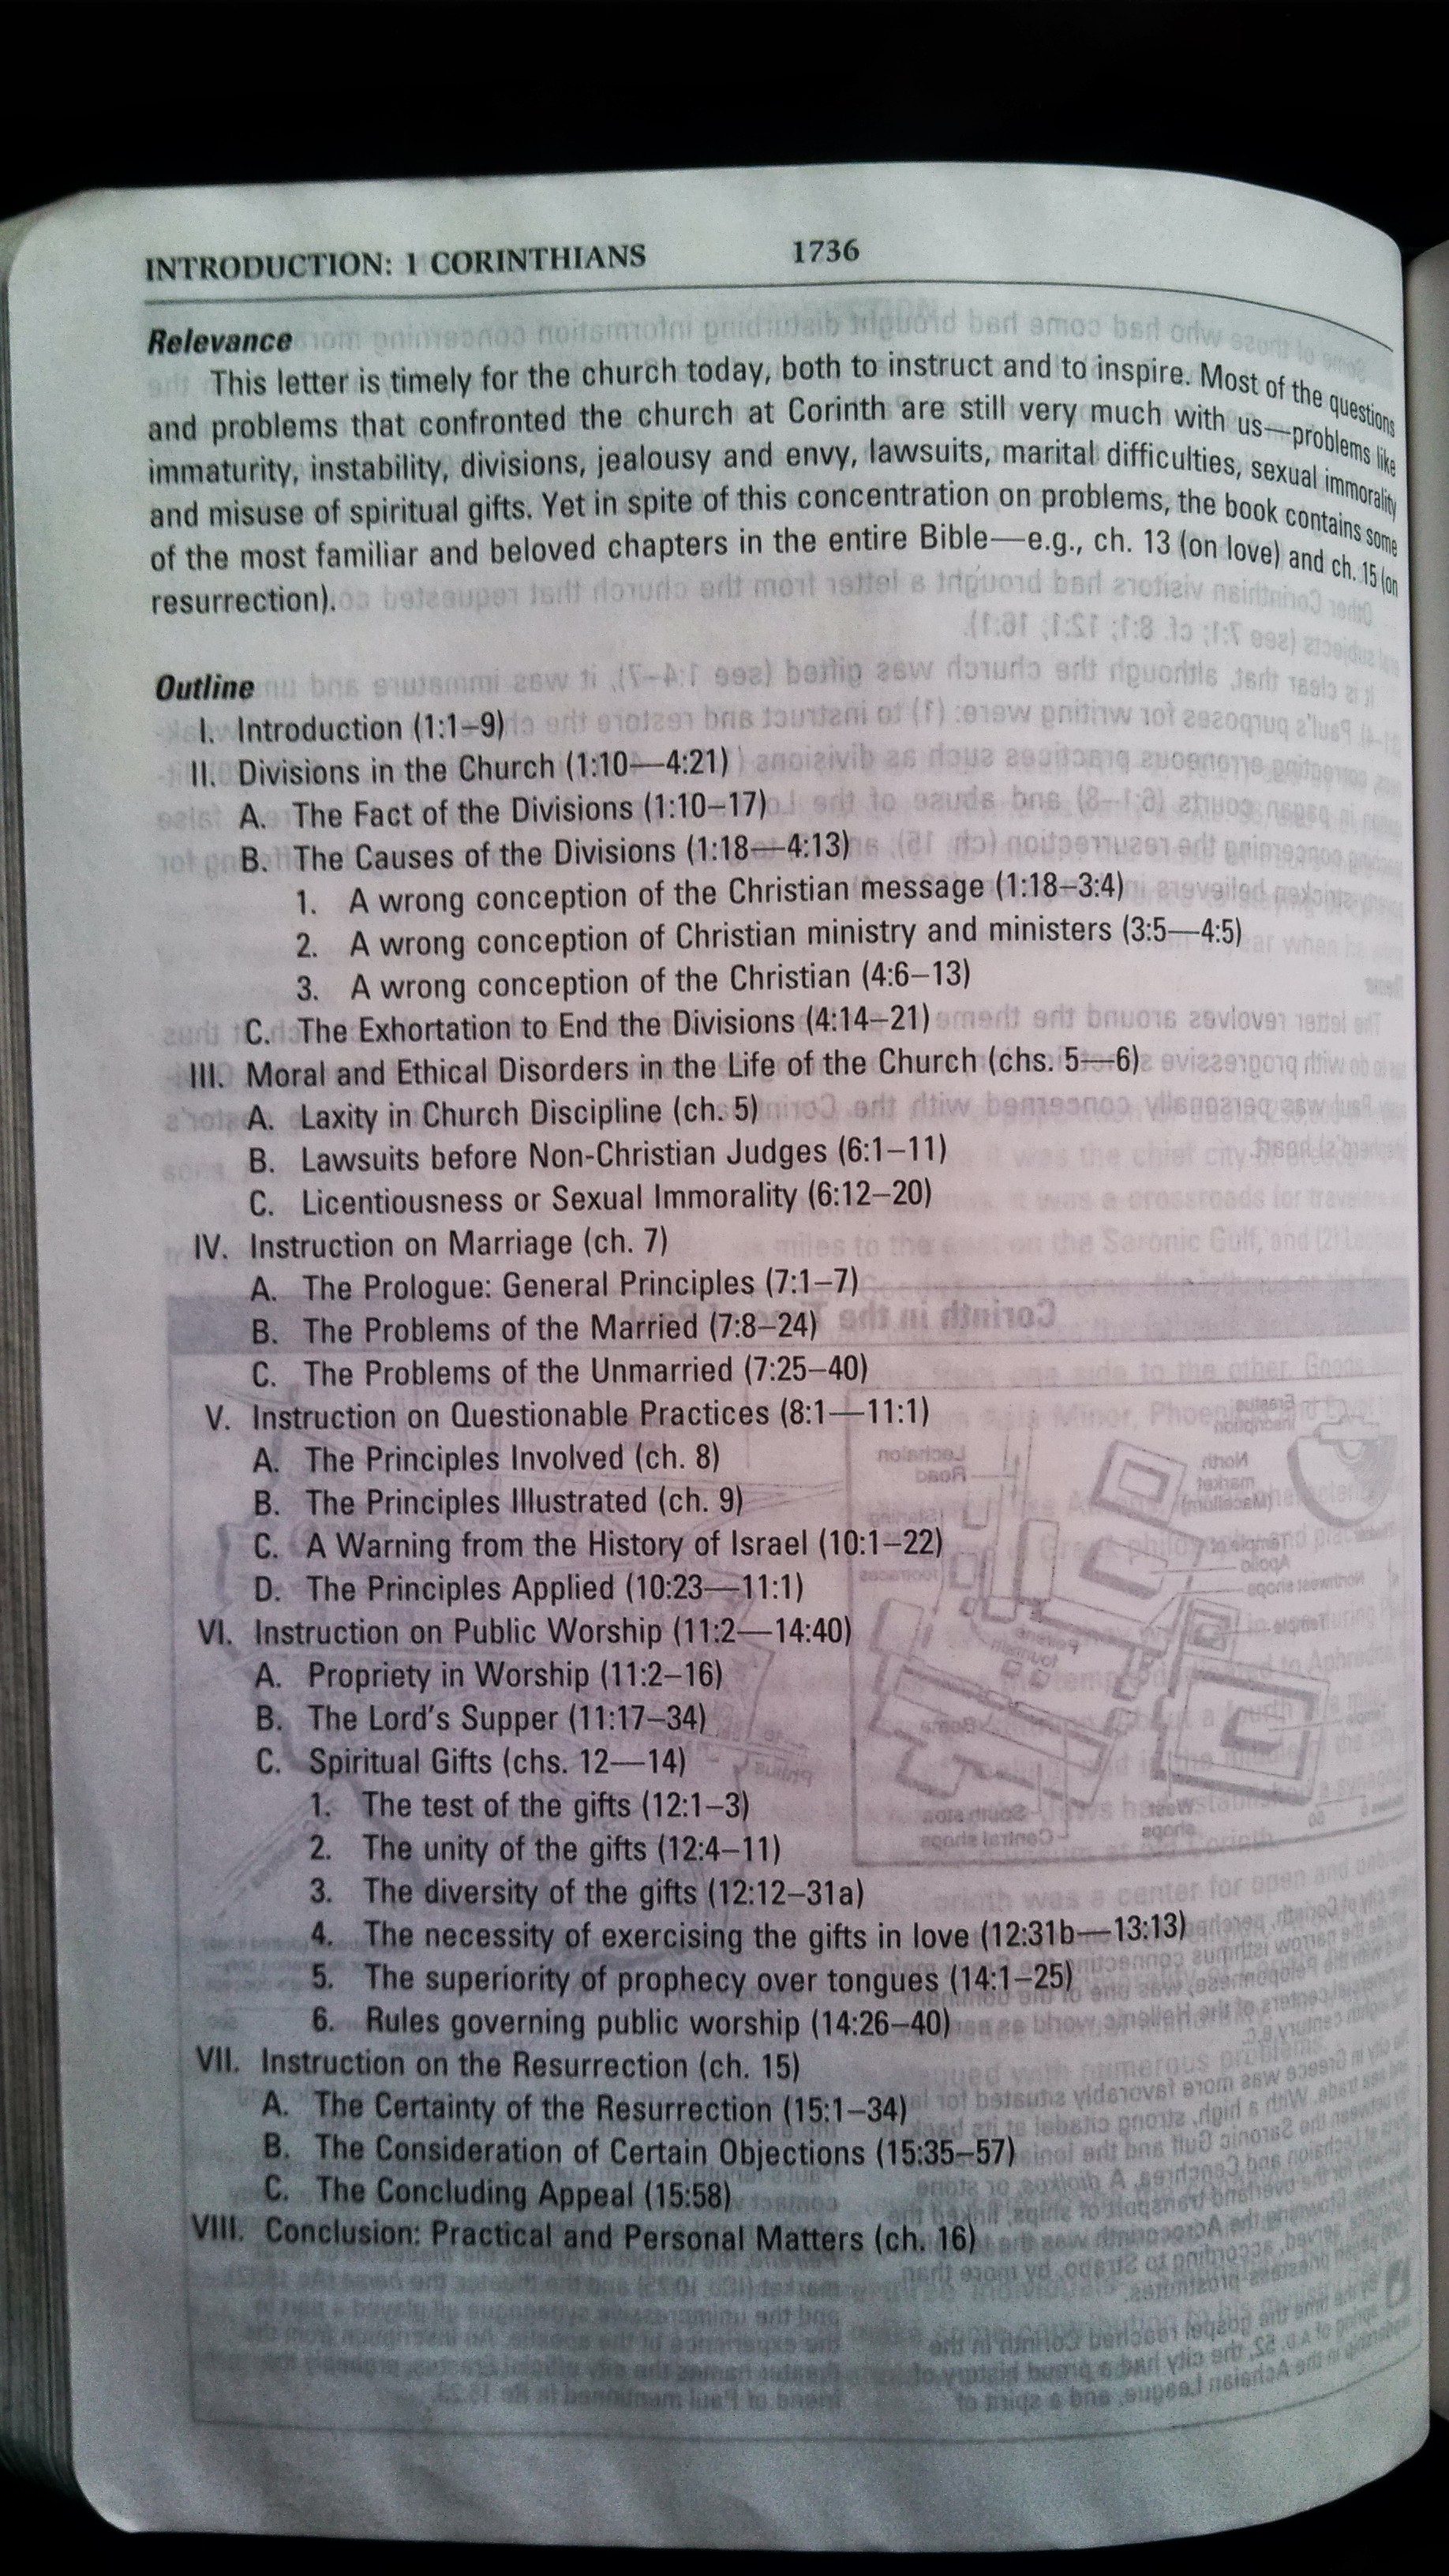 INTRODUCTION: 1 CORINTHIANS 1736
Relevance
This letter is timely for the church today, both to instruct and to inspire. Most of the questions
and problems that confronted the church at Corinth are still very much with us—problems like
immaturity, instability, divisions, jealousy and envy, lawsuits, marital difficulties, sexual immorality
and misuse of spiritual gifts. Yet in spite of this concentration on problems, the book contains some
of the most familiar and beloved chapters in the entire Bible—e.g., ch. 13 (on love) and ch. 15 (on
resurrection).
Outline
I. Introduction (1:1–9)
II. Divisions in the Church (1:10—4:21)
A. The Fact of the Divisions (1:10–17)
B. The Causes of the Divisions (1:18—4:13)
1. A wrong conception of the Christian message (1:18–3:4)
2. A wrong conception of Christian ministry and ministers (3:5—4:5)
3. A wrong conception of the Christian (4:6–13)
C. The Exhortation to End the Divisions (4:14–21)
III. Moral and Ethical Disorders in the Life of the Church (chs. 5—6)
A. Laxity in Church Discipline (ch. 5)
B. Lawsuits before Non-Christian Judges (6:1–11)
C. Licentiousness or Sexual Immorality (6:12–20)
IV. Instruction on Marriage (ch. 7)
A. The Prologue: General Principles (7:1–7)
B. The Problems of the Married (7:8–24)
C. The Problems of the Unmarried (7:25–40)
V. Instruction on Questionable Practices (8:1—11:1)
A. The Principles Involved (ch. 8)
B. The Principles Illustrated (ch. 9)
C. A Warning from the History of Israel (10:1–22)
D. The Principles Applied (10:23—11:1)
VI. Instruction on Public Worship (11:2—14:40)
A. Propriety in Worship (11:2–16)
B. The Lord's Supper (11:17–34)
C. Spiritual Gifts (chs. 12—14)
1. The test of the gifts (12:1–3)
2. The unity of the gifts (12:4–11)
3. The diversity of the gifts (12:12–31a)
4. The necessity of exercising the gifts in love (12:31b—13:13)
5. The superiority of prophecy over tongues (14:1–25)
6. Rules governing public worship (14:26–40)
VII. Instruction on the Resurrection (ch. 15)
A. The Certainty of the Resurrection (15:1–34)
B. The Consideration of Certain Objections (15:35–57)
C. The Concluding Appeal (15:58)
VIII. Conclusion: Practical and Personal Matters (ch. 16)